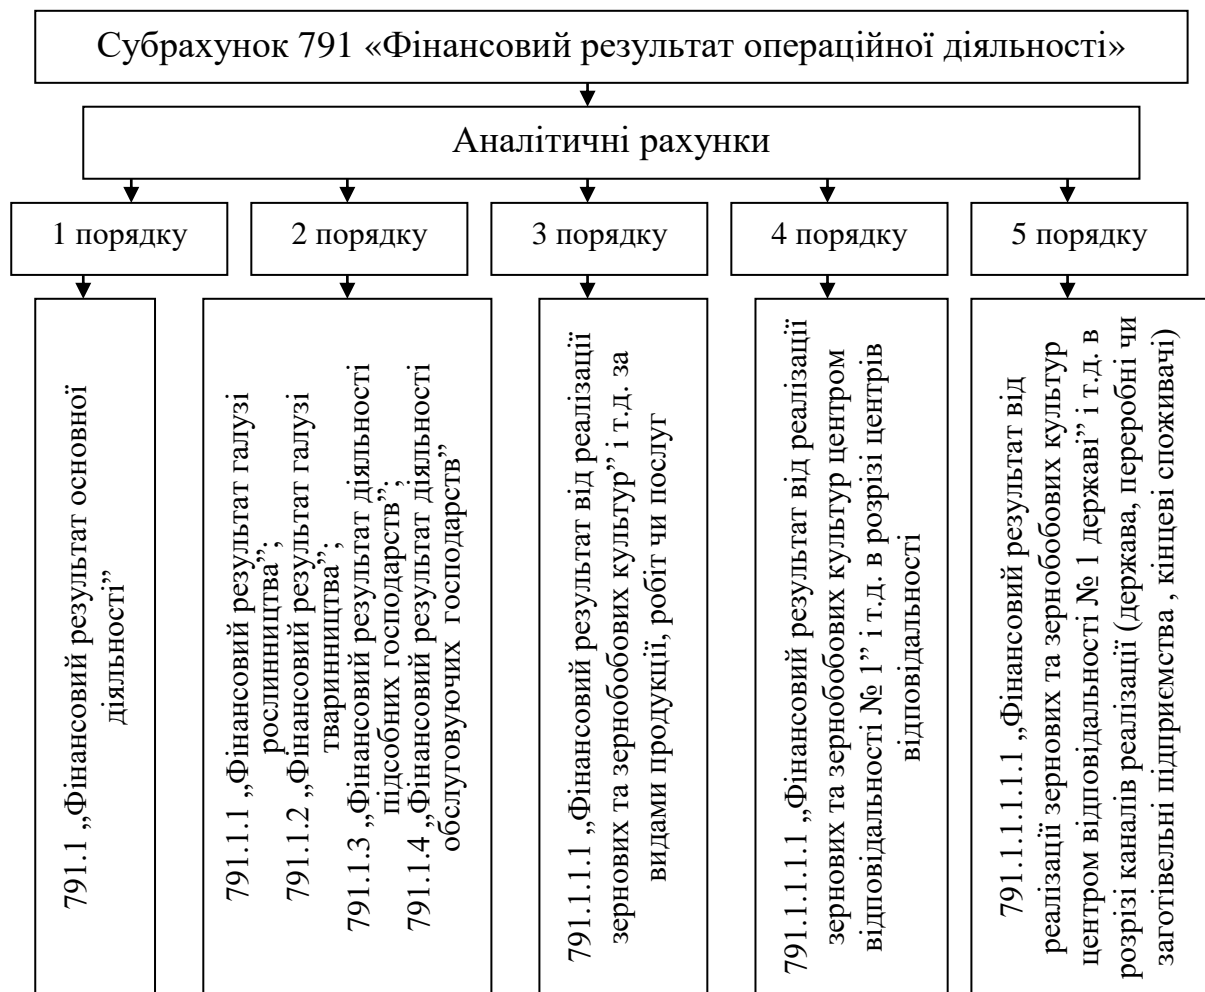 Субрахунок 791 «Фінансовий результат операційної діяльності»
Аналітичні рахунки
1 порядку
2 порядку
3 порядку
4 порядку
5 порядку
791.1 „Фінансовий результат основної
діяльності”
791.1.1 „Фінансовий результат галузі
рослинництва”;
791.1.2 „Фінансовий результат галузі
тваринництва”;
791.1.3 „Фінансовий результат діяльності
підсобних господарств”;
791.1.4 „Фінансовий результат діяльності
обслуговуючих господарств”
791.1.1.1 „Фінансовий результат від реалізації
зернових та зернобобових культур” і т.д. за
видами продукції, робіт чи послуг
791.1.1.1.1 „Фінансовий результат від реалізації
зернових та зернобобових культур центром
відповідальності № 1” і т.д. в розрізі центрів
відповідальності
791.1.1.1.1.1 „Фінансовий результат від
реалізації зернових та зернобобових культур
центром відповідальності № 1 державі” і т.д. в
розрізі каналів реалізації (держава, переробні чи
заготівельні підприємства , кінцеві споживачі)